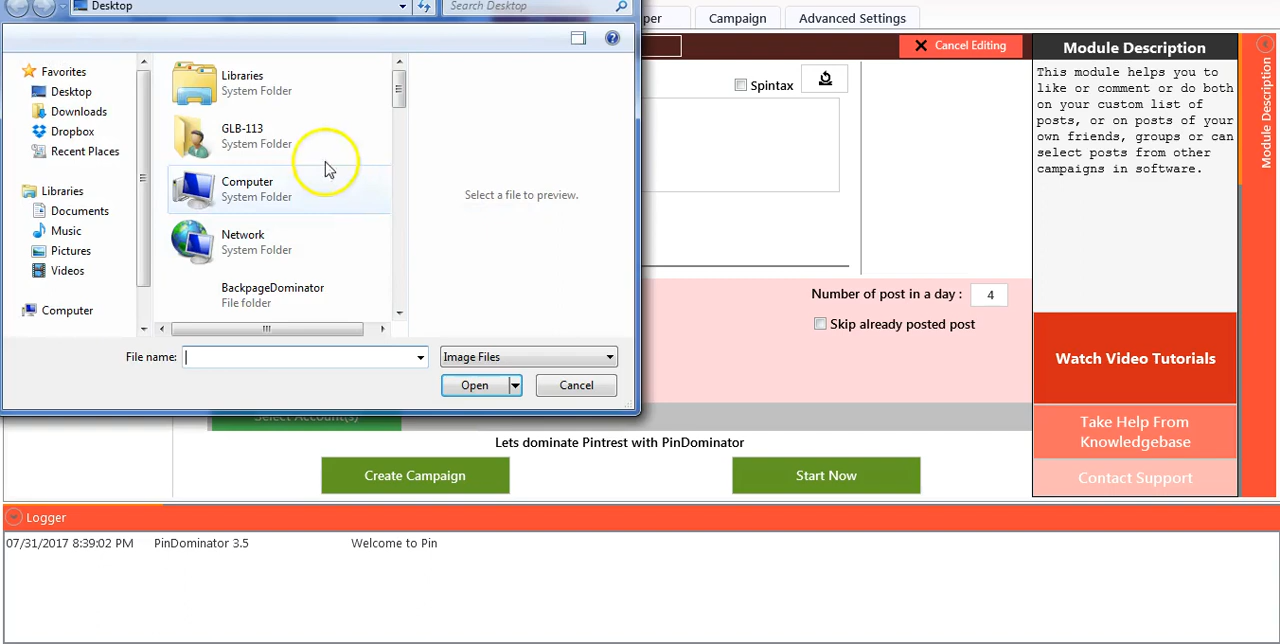 Desktop
Search Desktop
Favorites
Desktop
Downloads
Dropbox
Recent Places
Libraries
Documents
Music
Pictures
Videos
Computer
Libraries
System Folder
GLB-113
System Folder
Computer
System Folder
Network
System Folder
BackpageDominator
File folder
Select a file to preview.
File name:
Image Files
Open
Cancel
per
Campaign
Advanced Settings
Cancel Editing
Spintax
Number of post in a day :
4
Skip already posted post
Select Account(s)
Lets dominate Pintrest with PinDominator
Create Campaign
Start Now
Module Description
This module helps you to
like or comment or do both
on your custom list of
posts, or on posts of your
own friends, groups or can
select posts from other
campaigns in software.
Watch Video Tutorials
Take Help From
Knowledgebase
Contact Support
Module Description
Logger
07/31/2017 8:39:02 PM PinDominator 3.5 Welcome to Pin